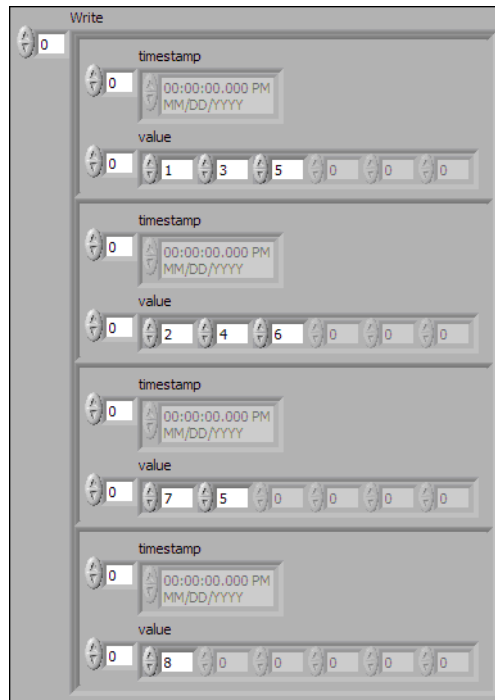 Write
0
timestamp
0
00:00:00.000 PM
MM/DD/YYYY
value
0 1 3 5 0 0 0
timestamp
0
00:00:00.000 PM
MM/DD/YYYY
value
0 2 4 6 0 0 0
timestamp
0
00:00:00.000 PM
MM/DD/YYYY
value
0 7 5 0 0 0 0
timestamp
0
00:00:00.000 PM
MM/DD/YYYY
value
0 8 0 0 0 0 0